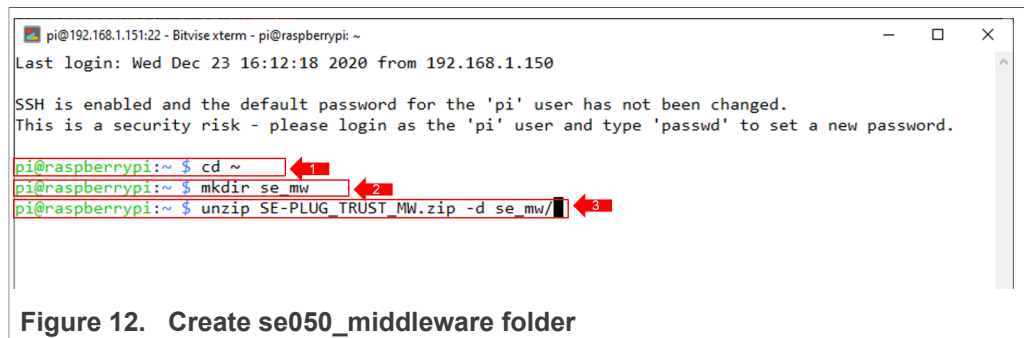 pi@192.168.1.151:22 - Bitvise xterm - pi@raspberrypi: ~
Last login: Wed Dec 23 16:12:18 2020 from 192.168.1.150
SSH is enabled and the default password for the 'pi' user has not been changed.
This is a security risk - please login as the 'pi' user and type 'passwd' to set a new password.
pi@raspberrypi:~ $ cd ~ 1
pi@raspberrypi:~ $ mkdir se_mw 2
pi@raspberrypi:~ $ unzip SE-PLUG_TRUST_MW.zip -d se_mw/ 3
Figure 12. Create se050_middleware folder